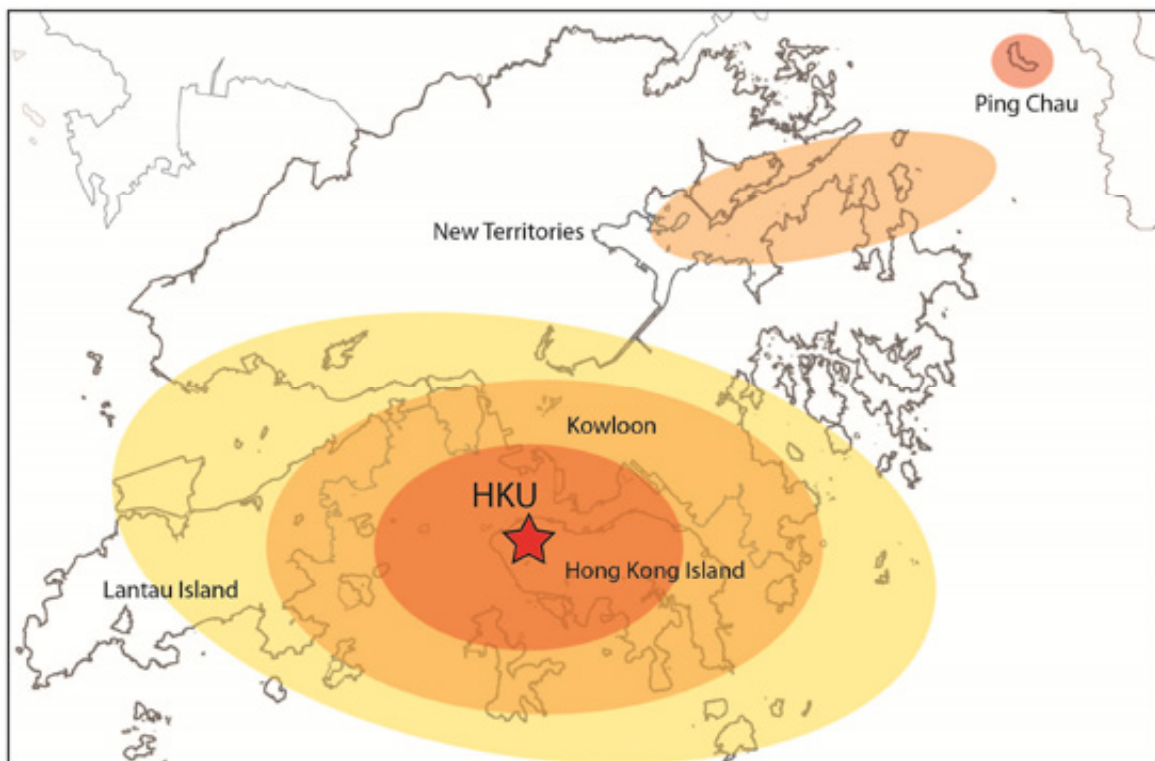 Ping Chau
New Territories
Kowloon
HKU
Hong Kong Island
Lantau Island